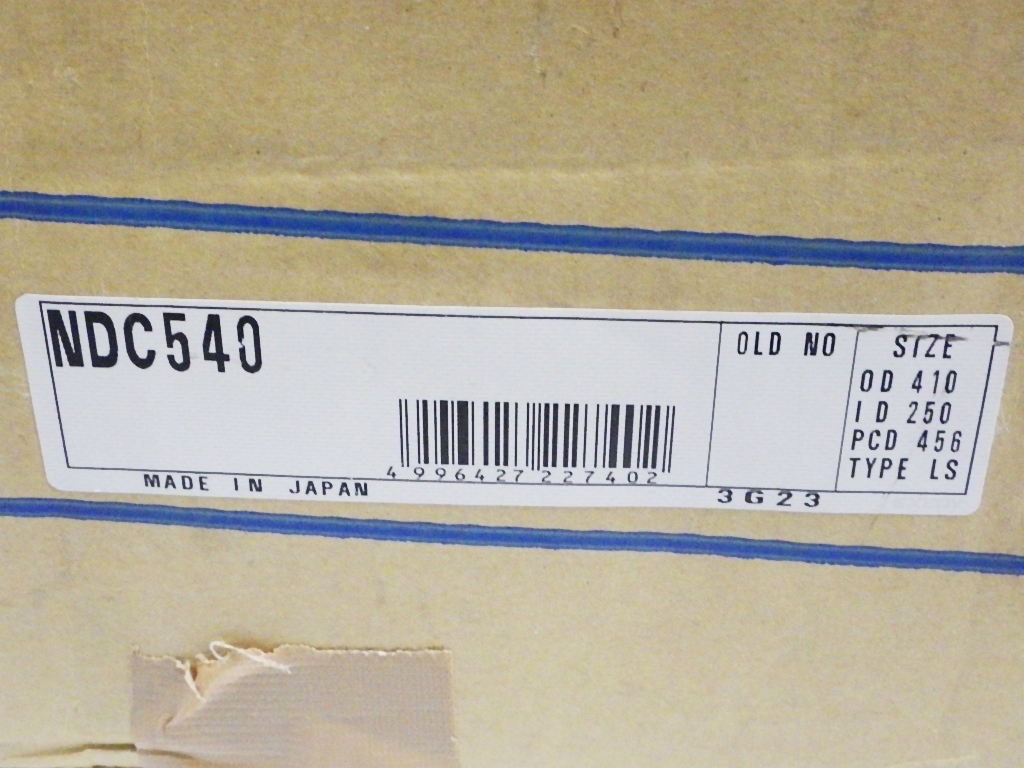 NDC540
4996427227402
MADE IN JAPAN
OLD NO
3G23
SIZE
OD 410
ID 250
PCD 456
TYPE LS